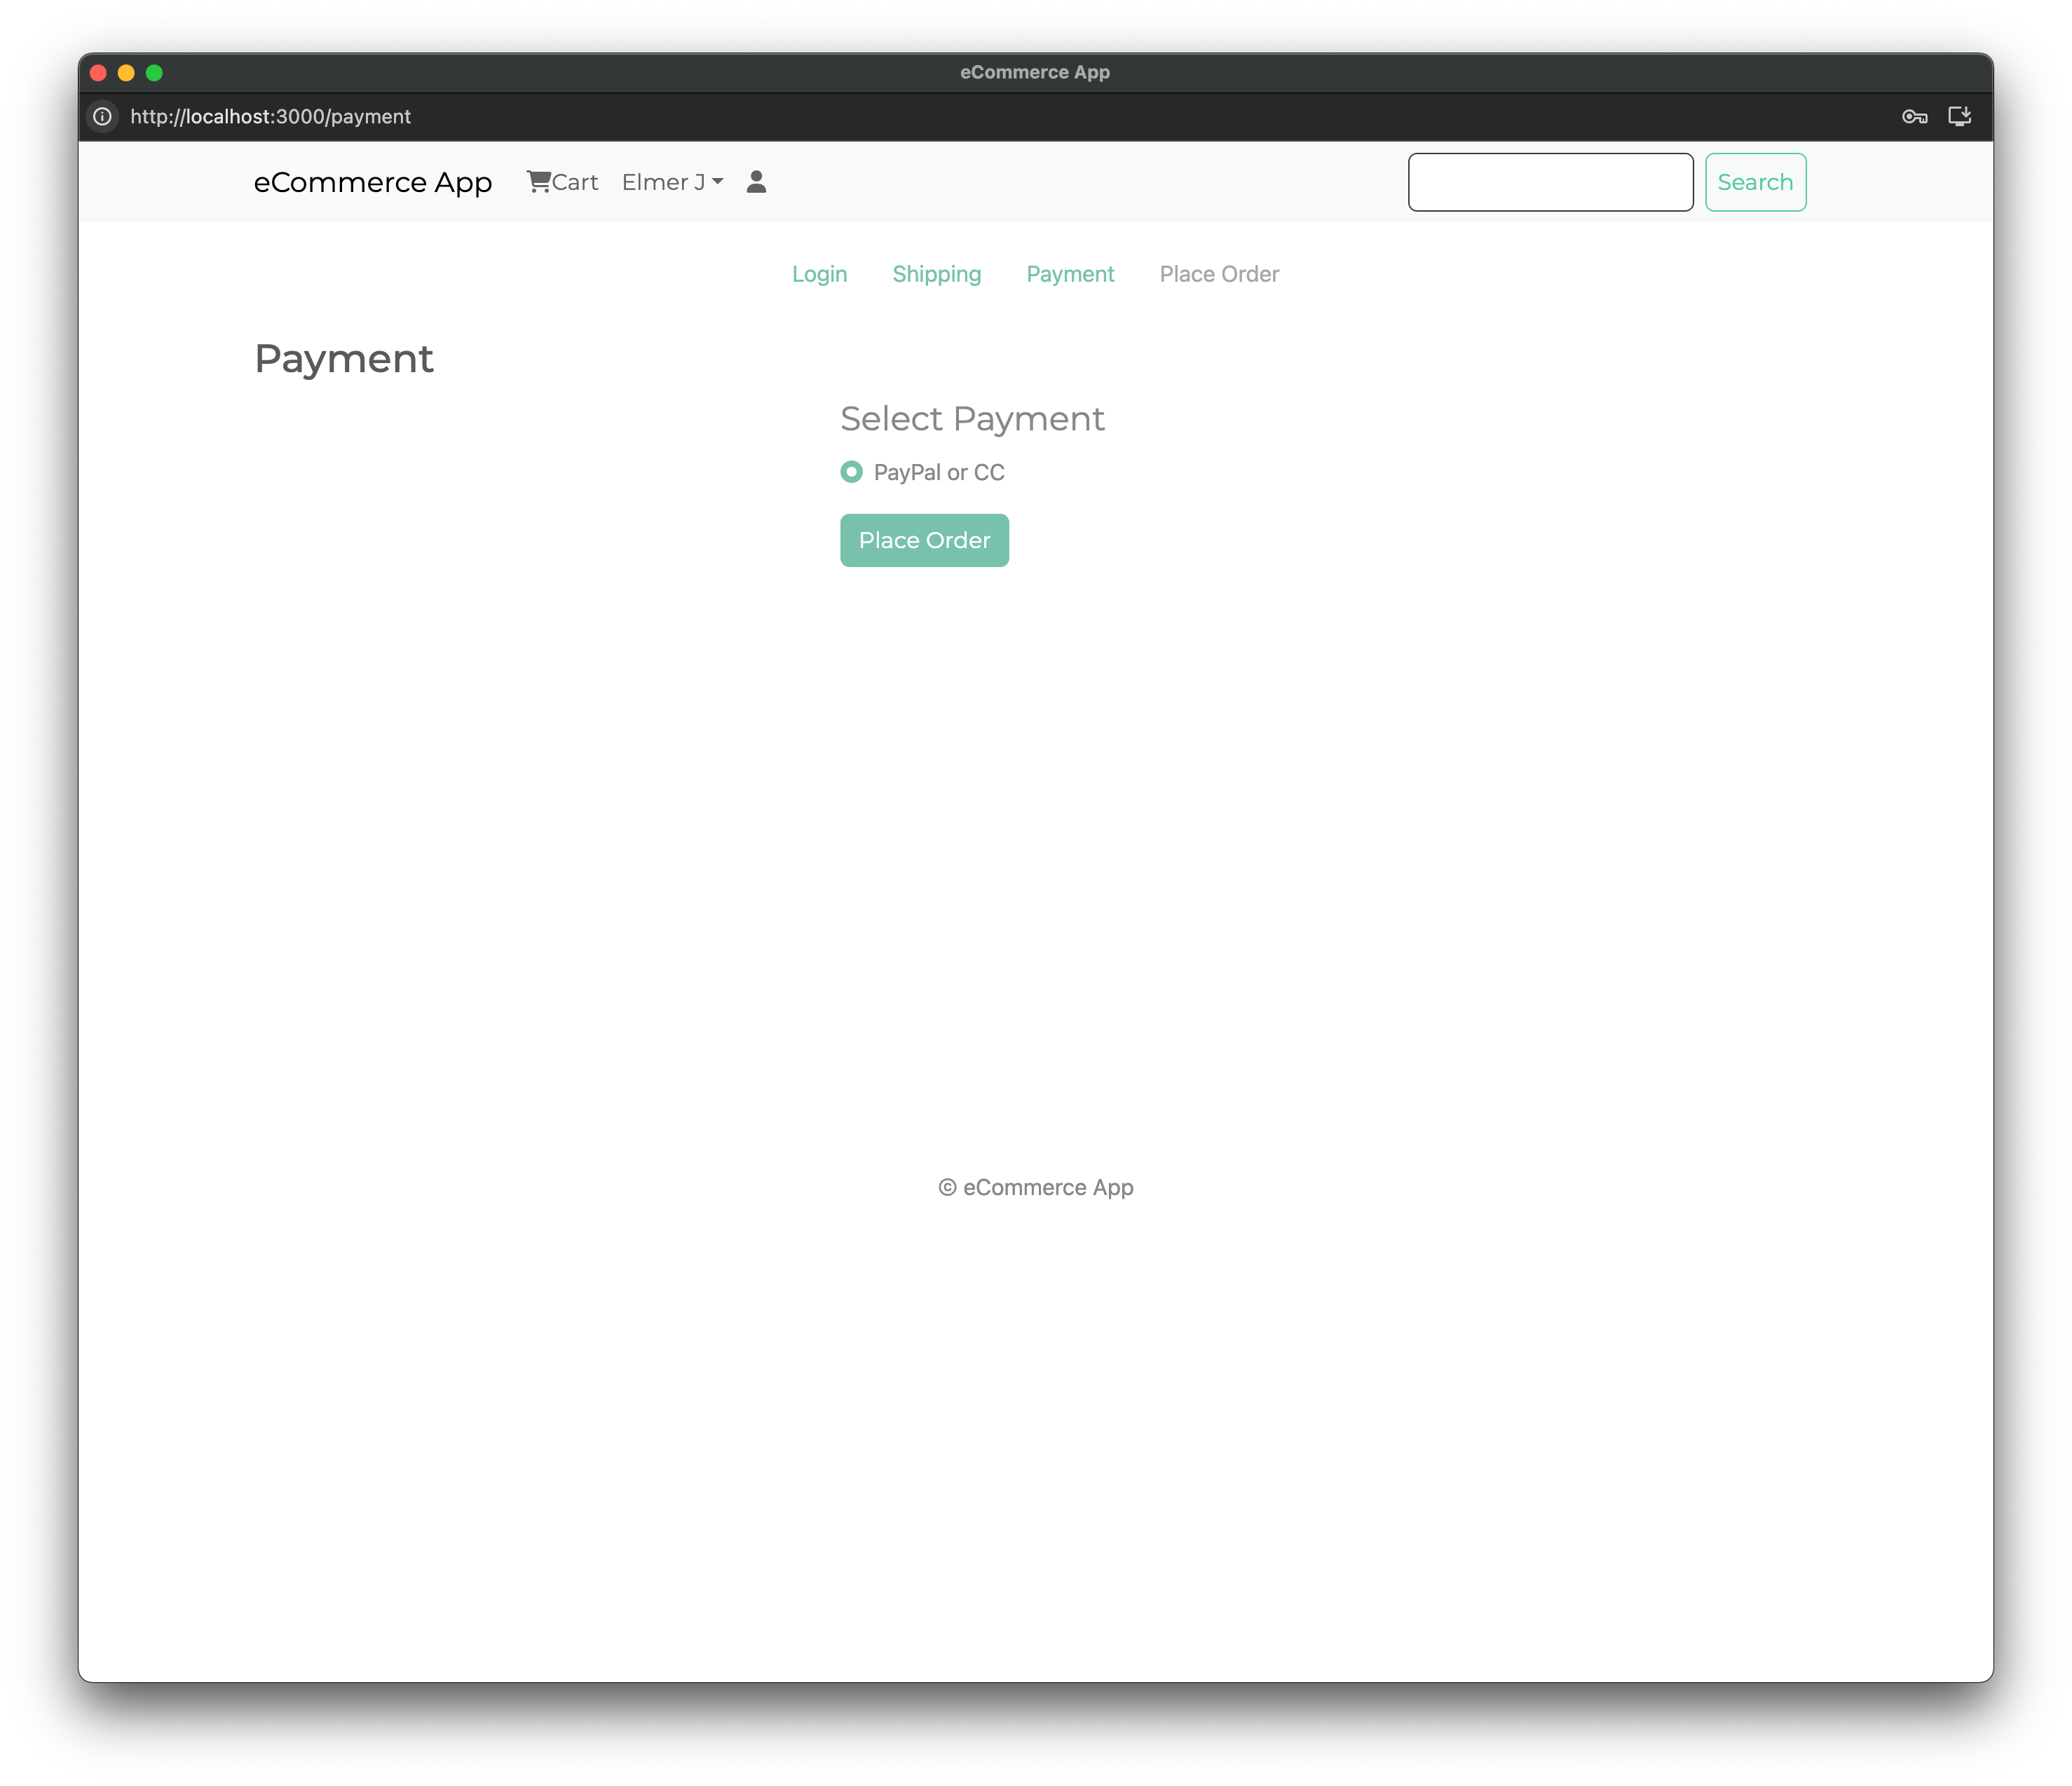 eCommerce App
http://localhost:3000/payment
eCommerce App Cart Elmer J Search
Login Shipping Payment Place Order
Payment
Select Payment
PayPal or CC
Place Order
© eCommerce App